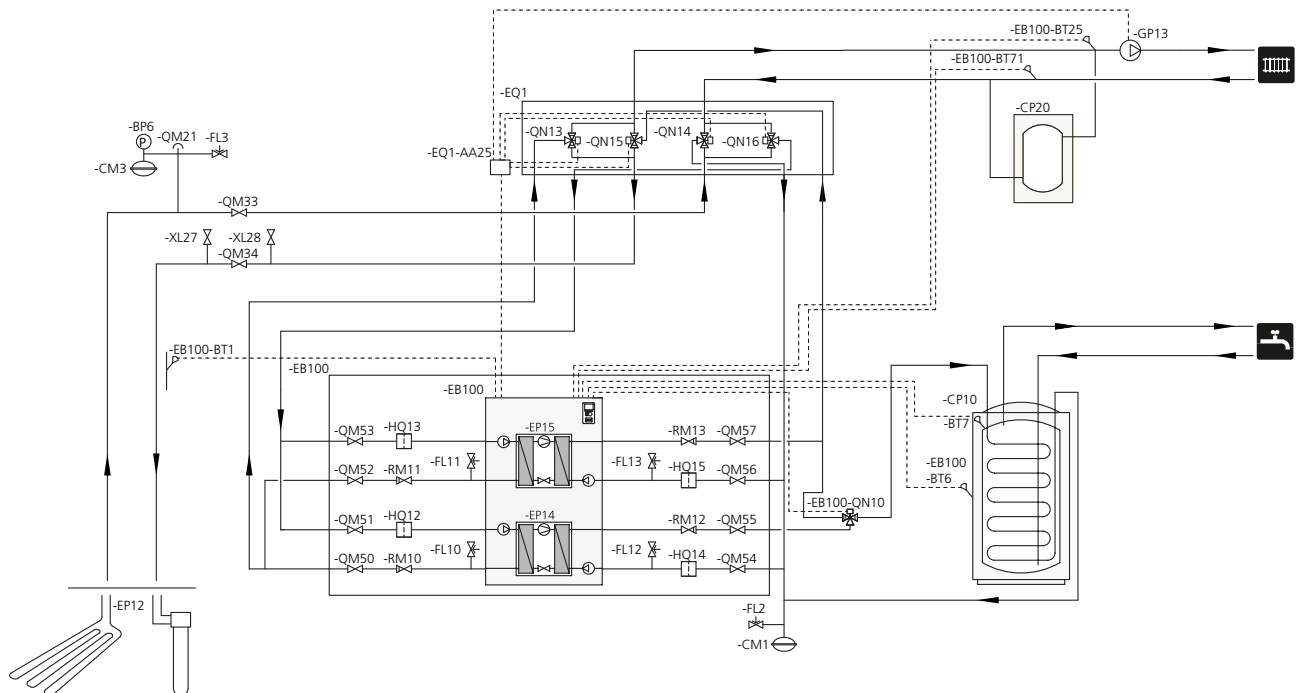 -EB100-BT25
-GP13
-EB100-BT71
-EQ1
-CP20
-BP6
-QM21
-FL3
P
-CM3
-QN13
-QN15
-QN14
-QN16
-EQ1-AA25
-QM33
-XL27
-XL28
-QM34
-EB100-BT1
-EB100
-EB100
-CP10
-BT7
-QM53
-HQ13
-EP15
-RM13
-QM57
-QM52
-RM11
-FL11
-FL13
-HQ15
-QM56
-EB100
-BT6
-EB100-QN10
-QM51
-HQ12
-EP14
-RM12
-QM55
-QM50
-RM10
-FL10
-FL12
-HQ14
-QM54
-EP12
-FL2
-CM1